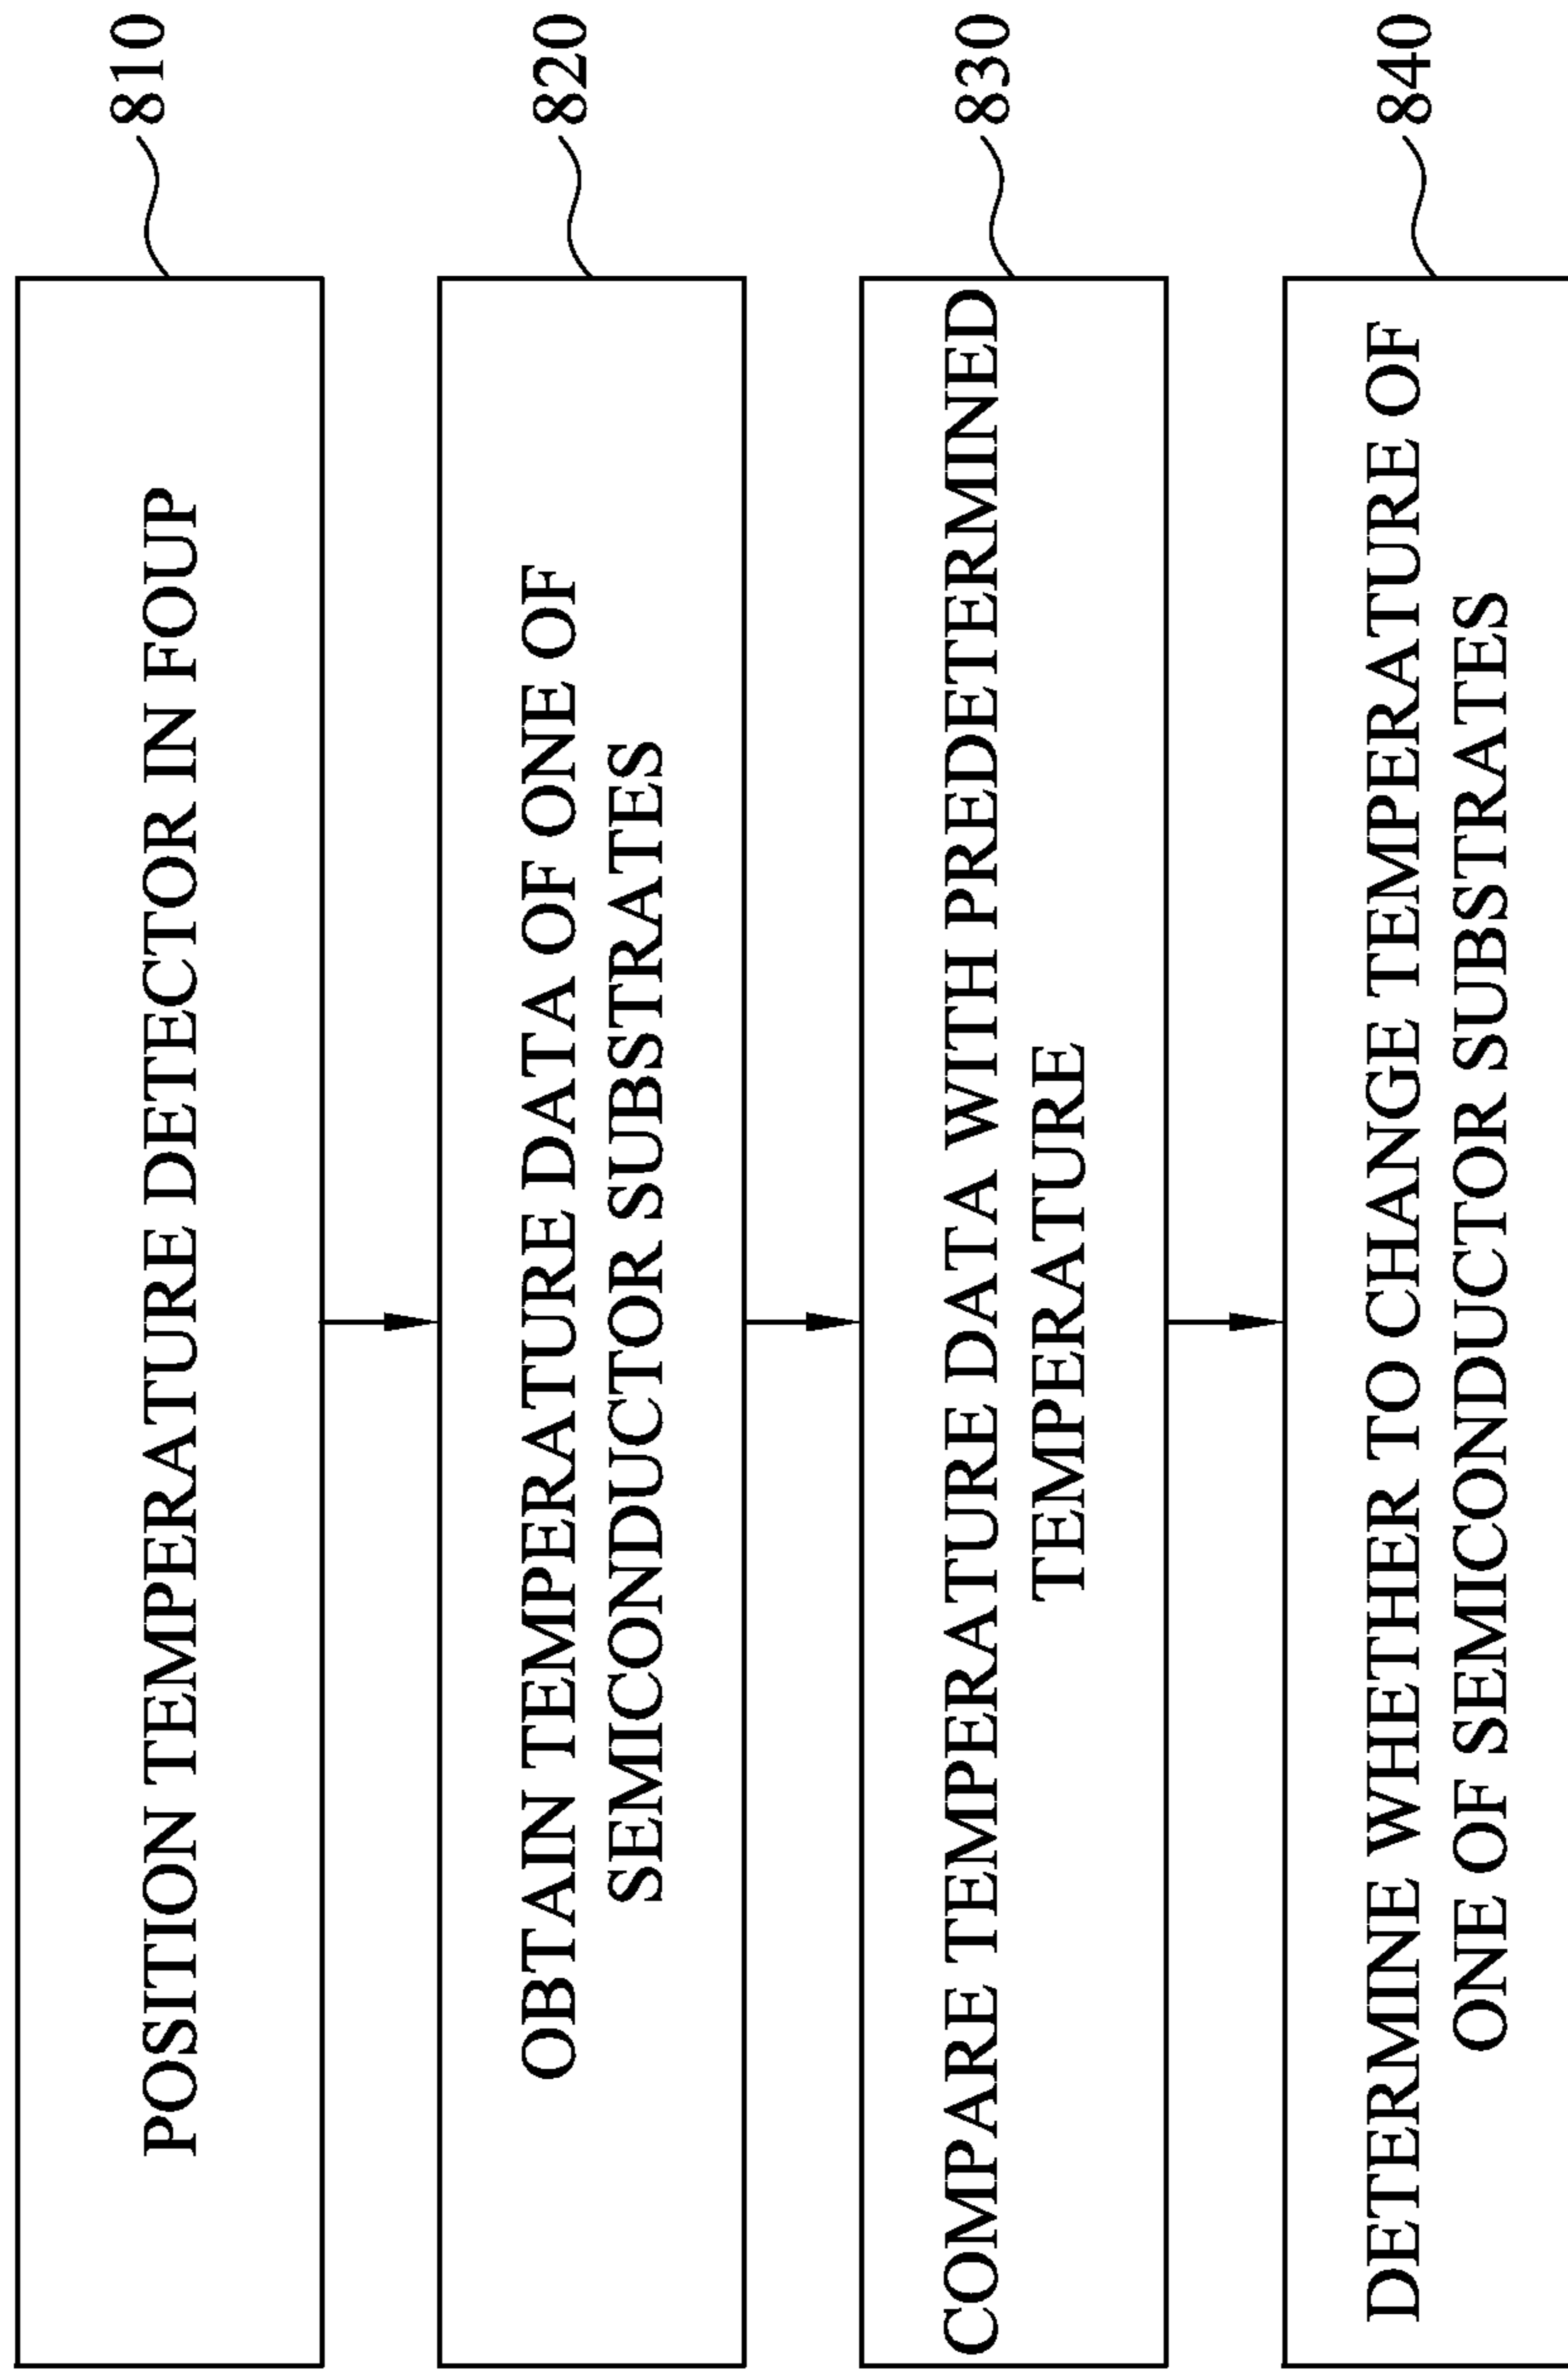 POSITION TEMPERATURE DETECTOR IN FOUP
810
OBTAIN TEMPERATURE DATA OF ONE OF
SEMICONDUCTOR SUBSTRATES
820
COMPARE TEMPERATURE DATA WITH PREDETERMINED
TEMPERATURE
830
DETERMINE WHETHER TO CHANGE TEMPERATURE OF
ONE OF SEMICONDUCTOR SUBSTRATES
840